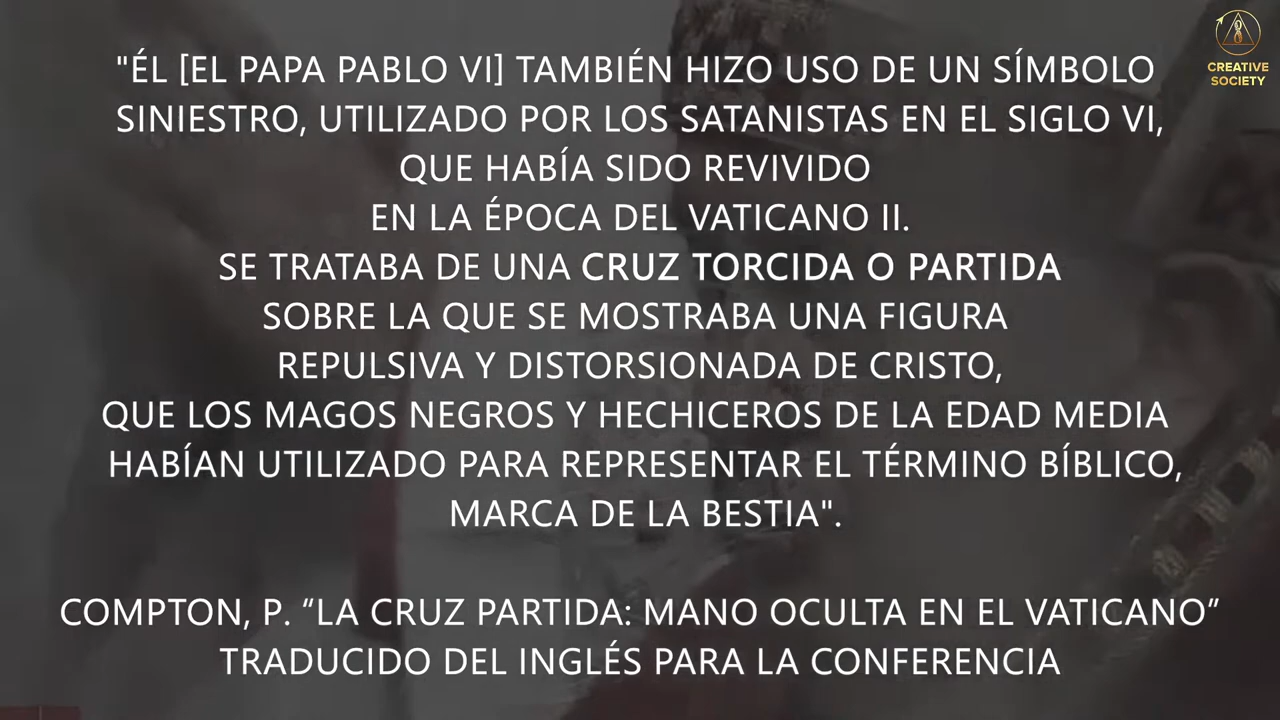 CREATIVE
SOCIETY
"ÉL [EL PAPA PABLO VI] TAMBIÉN HIZO USO DE UN SÍMBOLO
SINIESTRO, UTILIZADO POR LOS SATANISTAS EN EL SIGLO VI,
QUE HABÍA SIDO REVIVIDO
EN LA ÉPOCA DEL VATICANO II.
SE TRATABA DE UNA CRUZ TORCIDA O PARTIDA
SOBRE LA QUE SE MOSTRABA UNA FIGURA
REPULSIVA Y DISTORSIONADA DE CRISTO,
QUE LOS MAGOS NEGROS Y HECHICEROS DE LA EDAD MEDIA
HABÍAN UTILIZADO PARA REPRESENTAR EL TÉRMINO BÍBLICO,
MARCA DE LA BESTIA".
COMPTON, P. “LA CRUZ PARTIDA: MANO OCULTA EN EL VATICANO”
TRADUCIDO DEL INGLÉS PARA LA CONFERENCIA